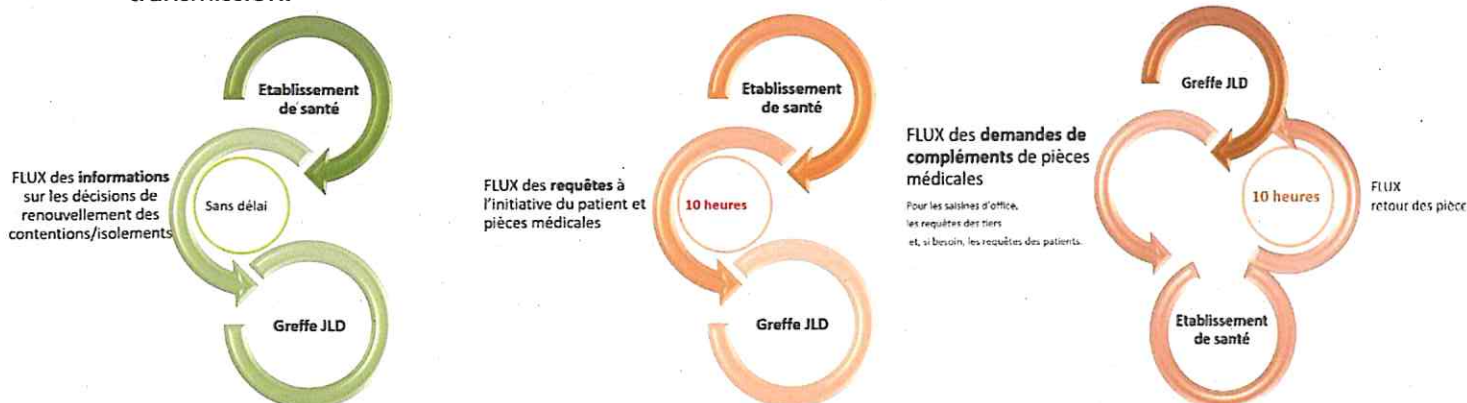 transmission.
Etablissement
de santé
FLUX des informations
sur les décisions de
renouvellement des
contentions/isolements
Sans délai
Greffe JLD
Etablissement
de santé
FLUX des requêtes à
l'initiative du patient et
pièces médicales
10 heures
Greffe JLD
Greffe JLD
FLUX des demandes de
compléments de pièces
médicales
Pour les saisines d'office,
les requêtes des tiers
et, si besoin, les requêtes des patients.
10 heures
FLUX
retour des pièce
Etablissement
de santé